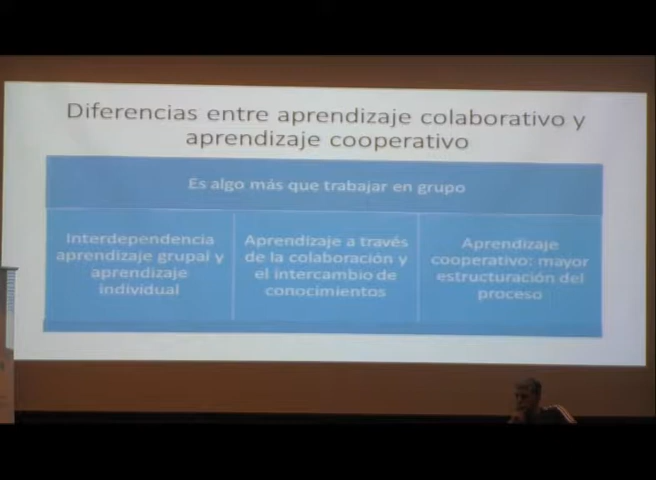 Diferencias entre aprendizaje colaborativo y
aprendizaje cooperativo
Es algo más que trabajar en grupo
Interdependencia
aprendizaje grupal y
aprendizaje
individual
Aprendizaje a través
de la colaboración y
el intercambio de
conocimientos
Aprendizaje
cooperativo: mayor
estructuración del
proceso